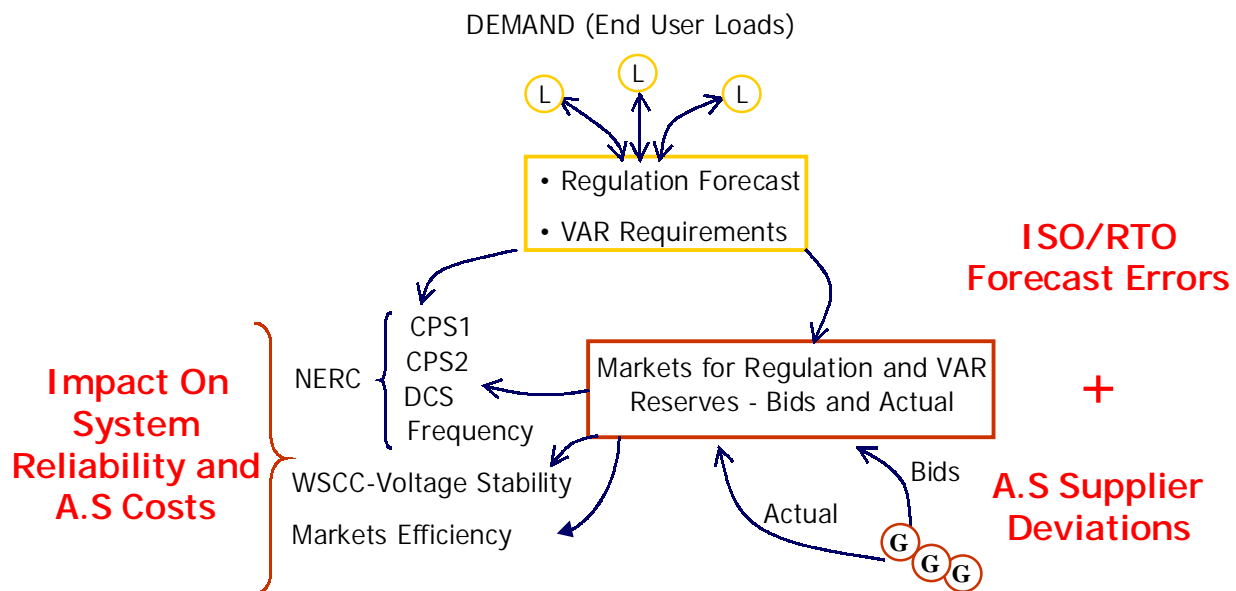 DEMAND (End User Loads)
L
L
L
• Regulation Forecast
• VAR Requirements
ISO/RTO
Forecast Errors
+
A.S Supplier
Deviations
CPS1
CPS2
DCS
Frequency
NERC
Markets for Regulation and VAR
Reserves - Bids and Actual
Impact On
System
Reliability and
A.S Costs
WSCC-Voltage Stability
Markets Efficiency
Bids
Actual
G
G
G